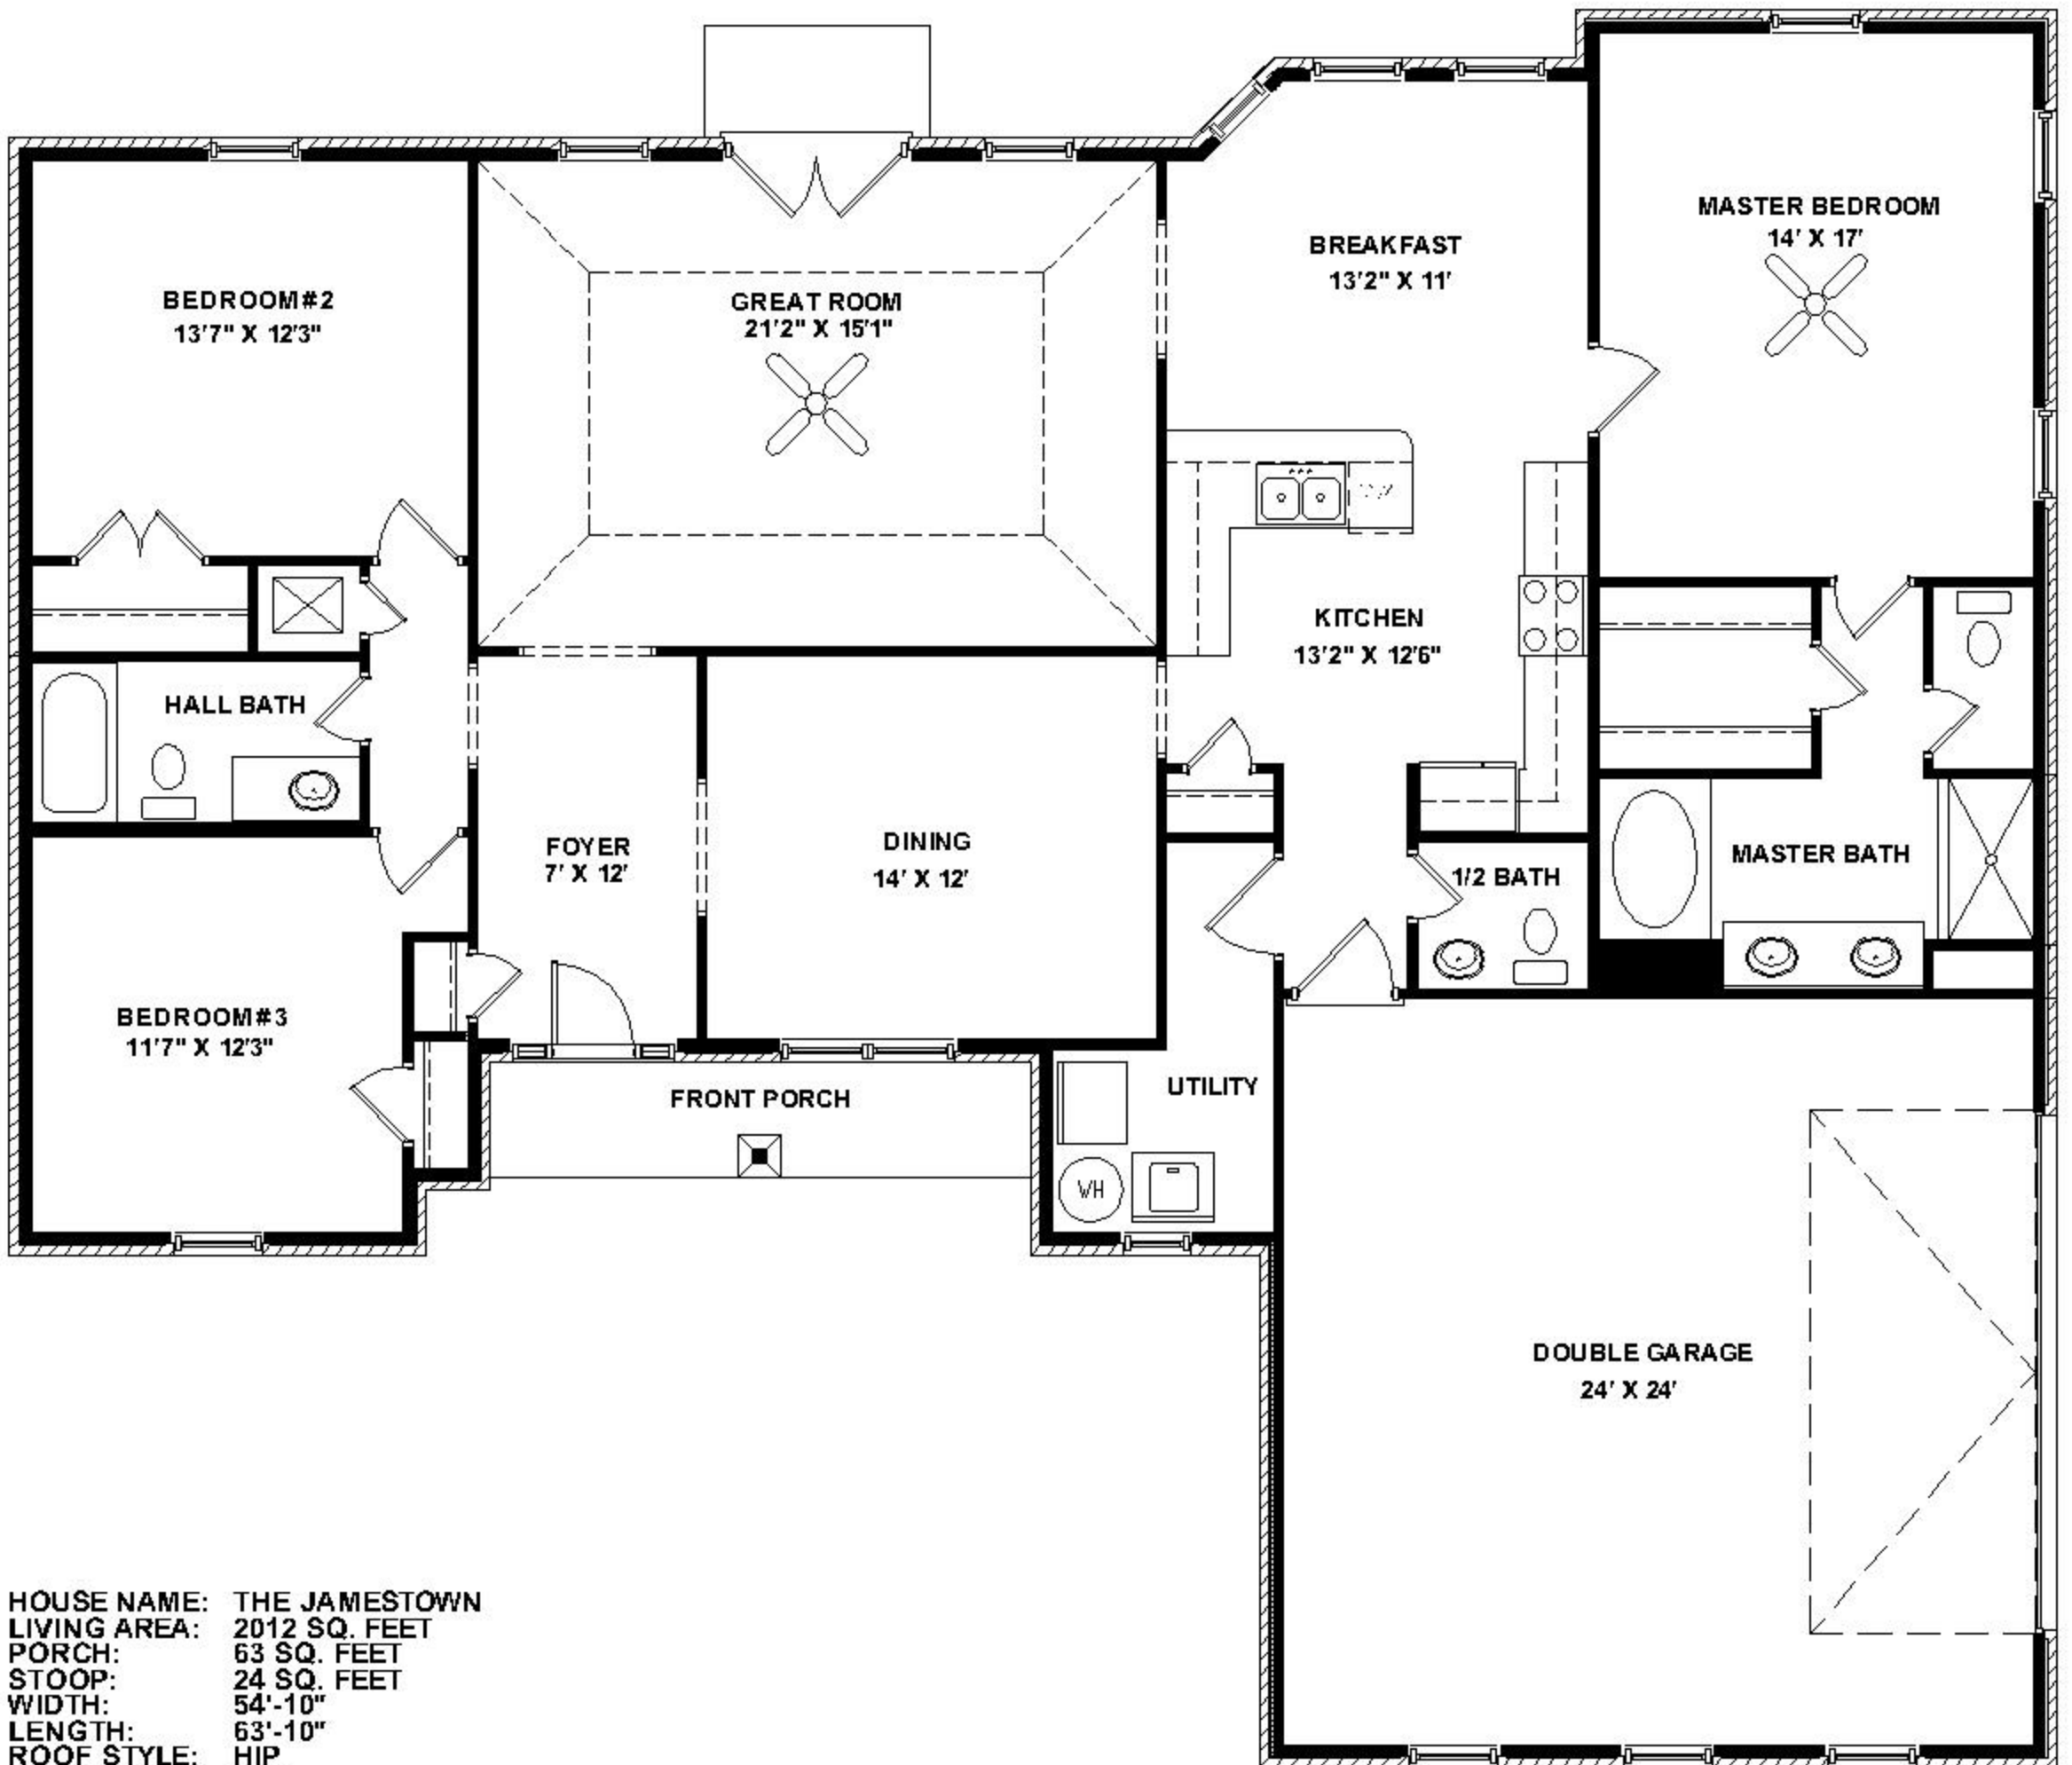 MASTER BEDROOM
14' X 17'
BREAKFAST
13'2" X 11'
BEDROOM#2
13'7" X 12'3"
GREAT ROOM
21'2" X 15'1"
KITCHEN
13'2" X 12'6"
HALL BATH
FOYER
7' X 12'
DINING
14' X 12'
1/2 BATH
MASTER BATH
BEDROOM#3
11'7" X 12'3"
FRONT PORCH
UTILITY
WH
DOUBLE GARAGE
24' X 24'
HOUSE NAME: THE JAMESTOWN
LIVING AREA: 2012 SQ. FEET
PORCH: 63 SQ. FEET
STOOP: 24 SQ. FEET
WIDTH: 54'-10"
LENGTH: 63'-10"
ROOF STYLE: HIP